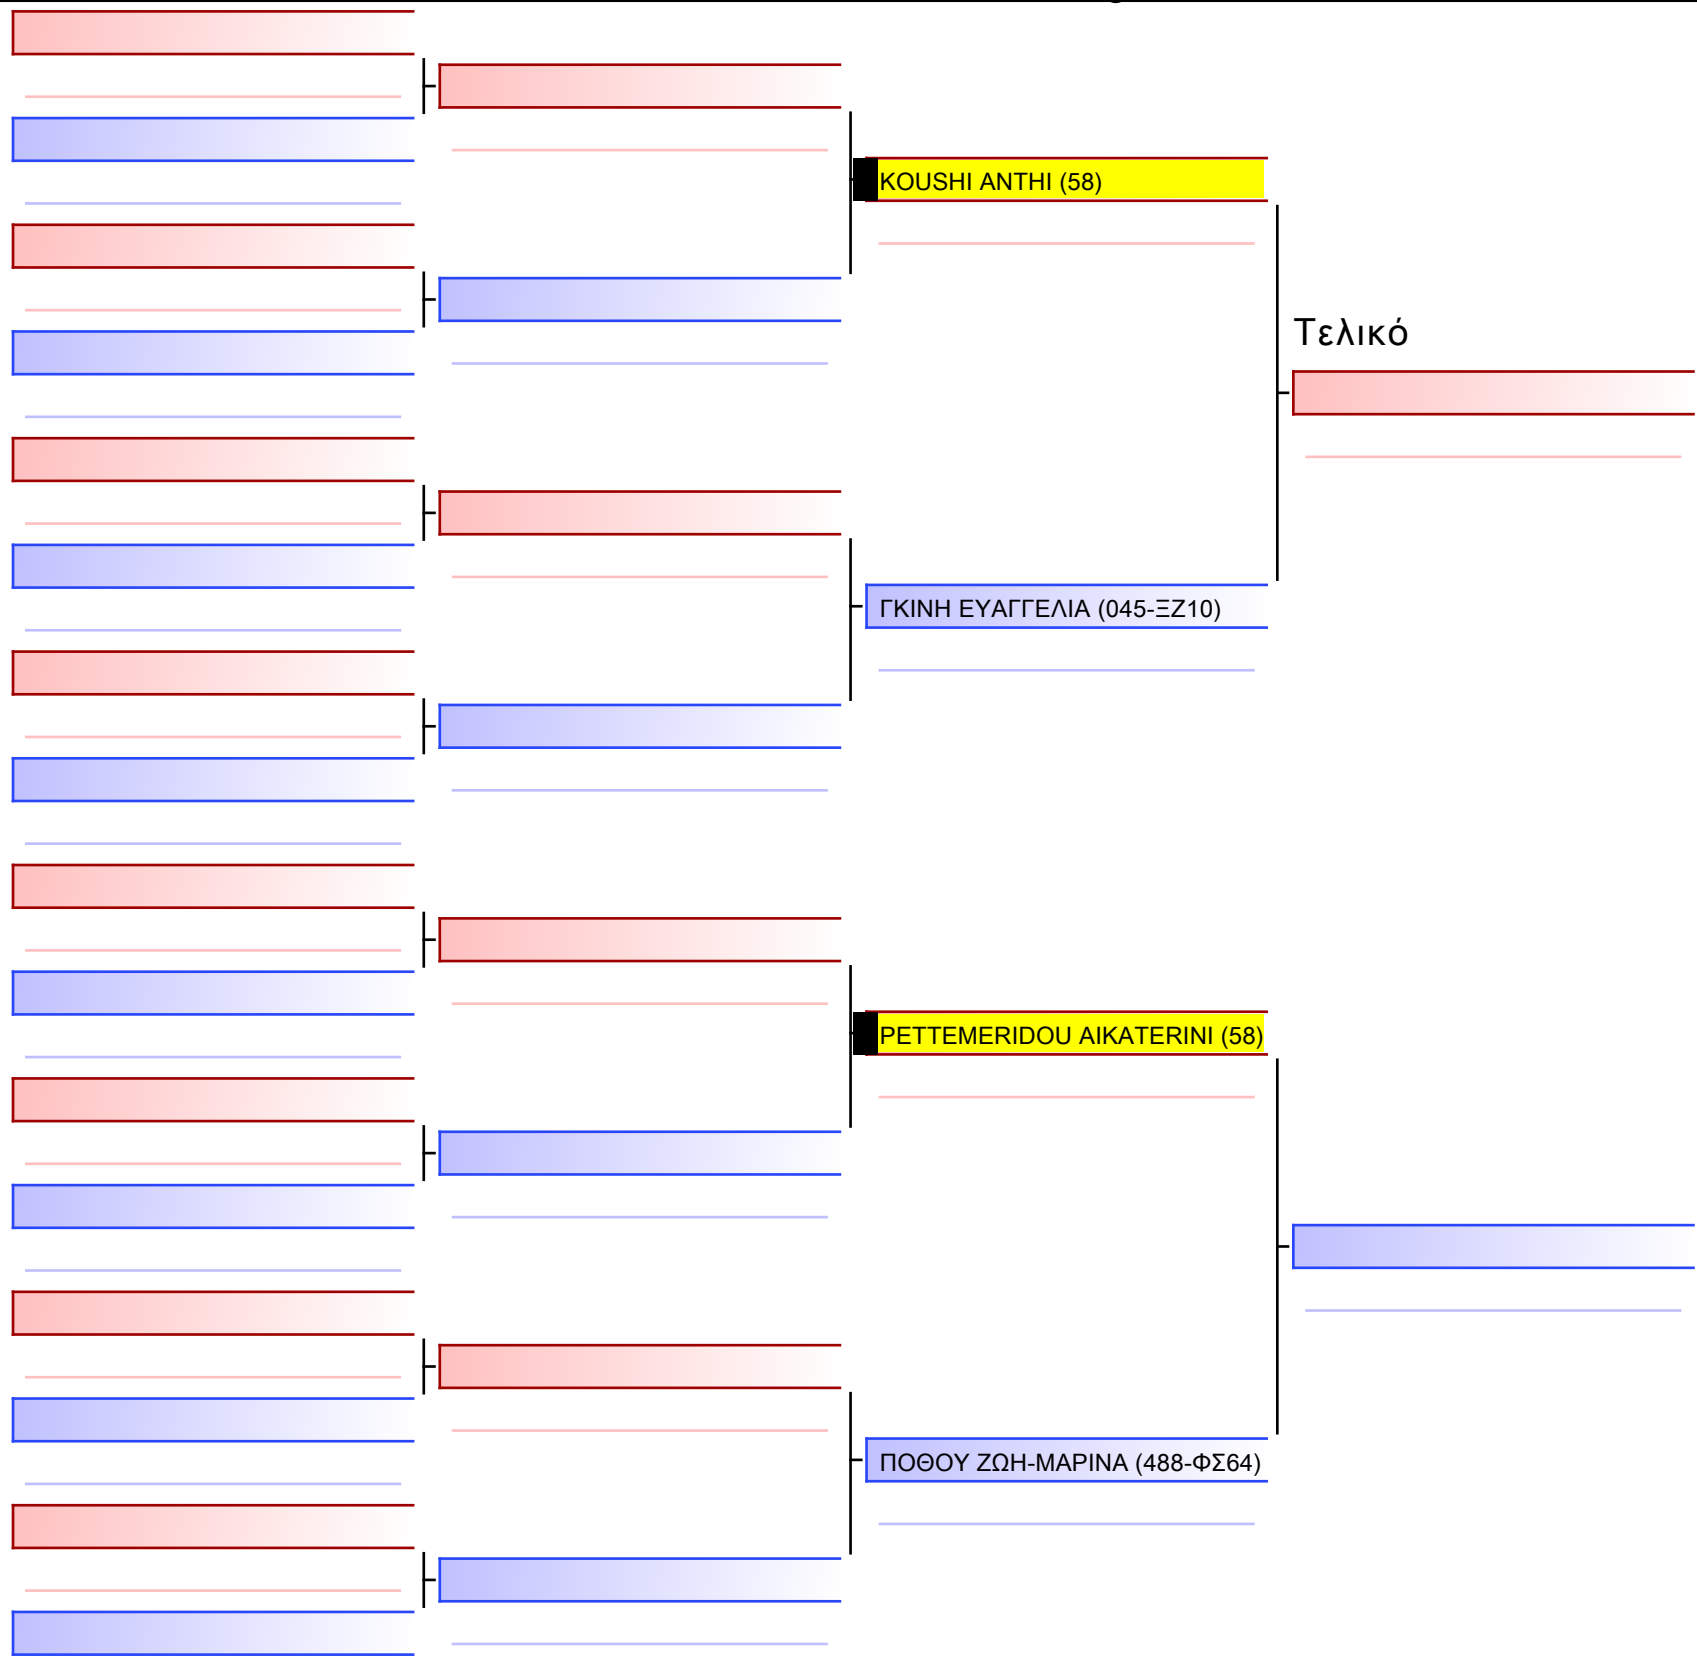 KOUSHI ANTHI (58)
Τελικό
ΓΚΙΝΗ ΕΥΑΓΓΕΛΙΑ (045-ΞΖ10)
PETTEMERIDOU AIKATERINI (58)
ΠΟΘΟΥ ΖΩΗ-ΜΑΡΙΝΑ (488-ΦΣ64)